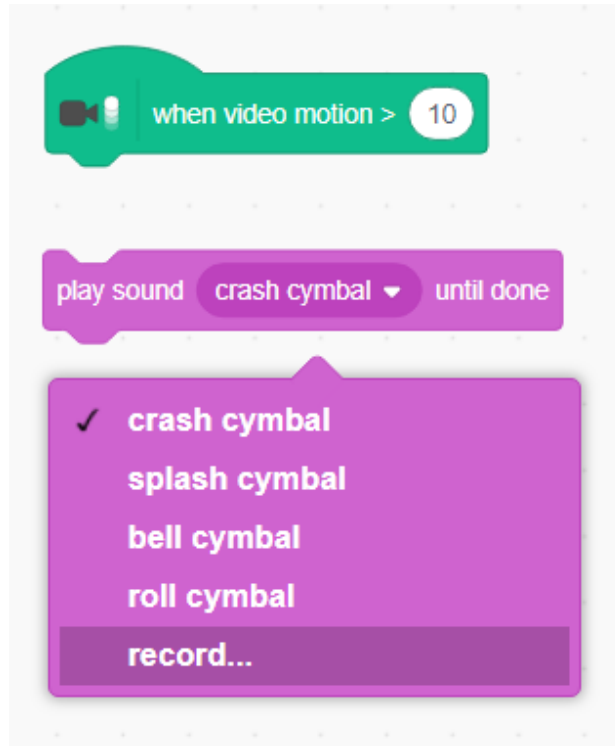 when video motion > 10
play sound crash cymbal until done
✓ crash cymbal
splash cymbal
bell cymbal
roll cymbal
record...